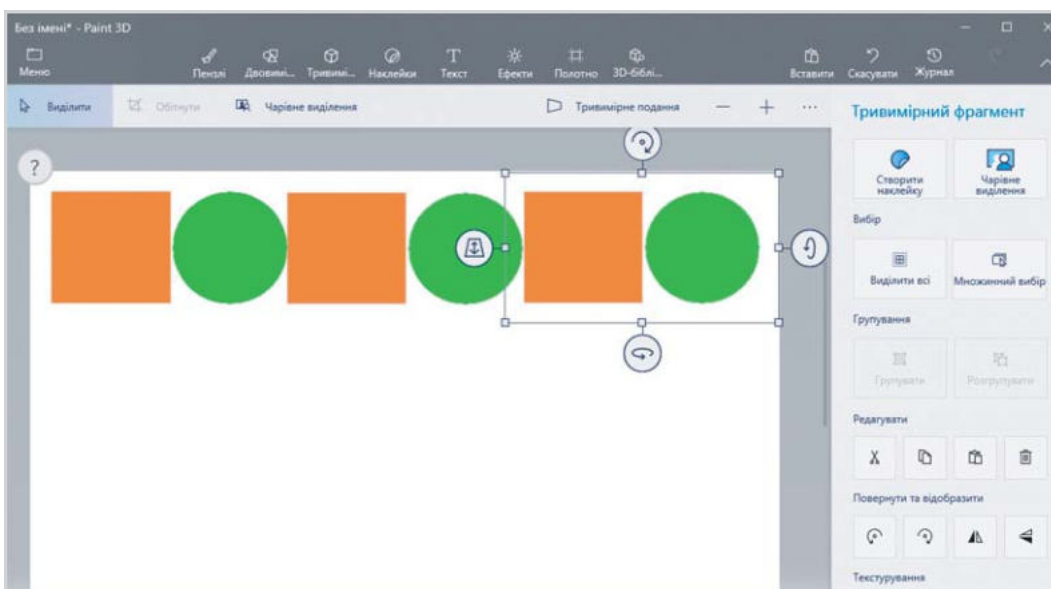 Без імені* - Paint 3D
Меню
Пензлі
Двовимі...
Тривимі...
Наклейки
Текст
Ефекти
Полотно
3D-біблі...
Вставити
Скасувати
Журнал
Виділити
Обітнути
Чарівне виділення
Тривимірне подання
Тривимірний фрагмент
?
Створити наклейку
Чарівне виділення
Вибір
Виділити всі
Множинний вибір
Групування
Групувати
Розгрупувати
Редагувати
Повернути та відобразити
Текстурування